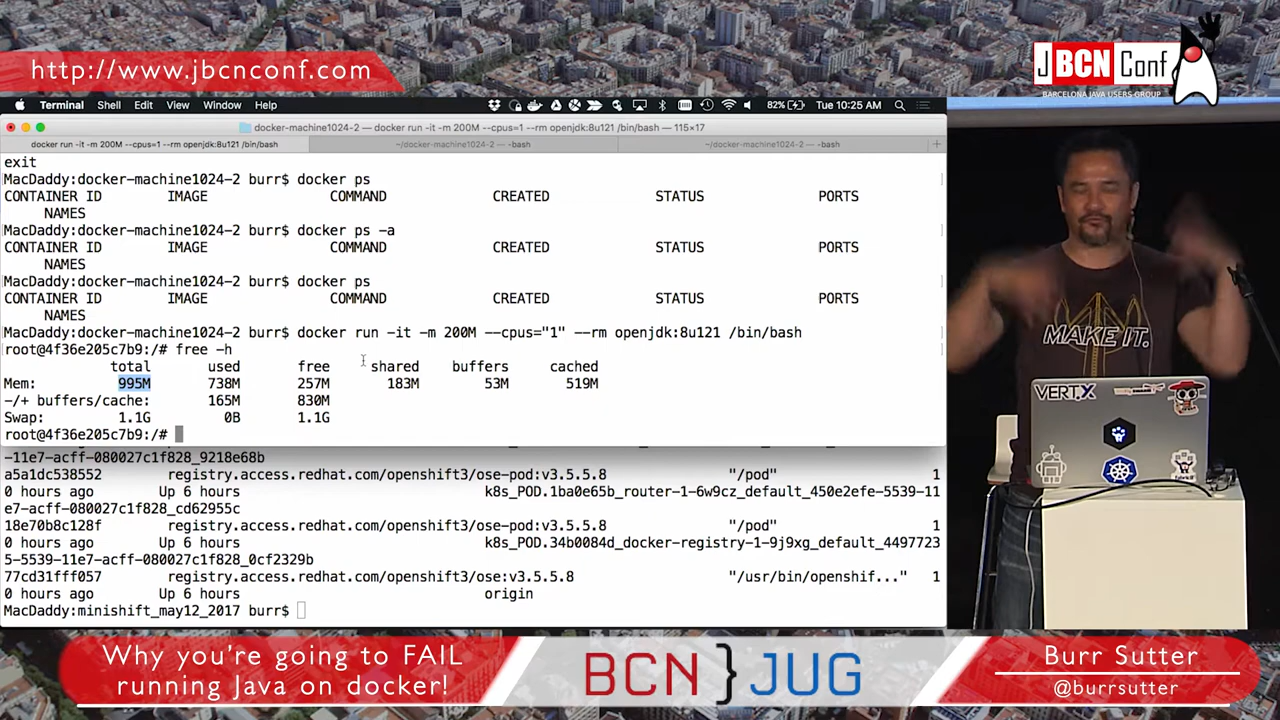 http://www.jbcnconf.com
JBCNConf
BARCELONA JAVA USERS GROUP
Terminal Shell Edit View Window Help 82% Tue 10:25 AM
docker-machine1024-2 — docker run -it -m 200M --cpus=1 --rm openjdk:8u121 /bin/bash — 115×17
docker run -it -m 200M --cpus=1 --rm openjdk:8u121 /bin/bash ~/docker-machine1024-2 — -bash ~/docker-machine1024-2 — -bash +
exit
MacDaddy:docker-machine1024-2 burr$ docker ps
CONTAINER ID IMAGE COMMAND CREATED STATUS PORTS
NAMES
MacDaddy:docker-machine1024-2 burr$ docker ps -a
CONTAINER ID IMAGE COMMAND CREATED STATUS PORTS
NAMES
MacDaddy:docker-machine1024-2 burr$ docker ps
CONTAINER ID IMAGE COMMAND CREATED STATUS PORTS
NAMES
MacDaddy:docker-machine1024-2 burr$ docker run -it -m 200M --cpus="1" --rm openjdk:8u121 /bin/bash
root@4f36e205c7b9:/# free -h
total used free shared buffers cached
Mem: 995M 738M 257M 183M 53M 519M
-/+ buffers/cache: 165M 830M
Swap: 1.1G 0B 1.1G
root@4f36e205c7b9:/#
-11e7-acff-080027c1f828_9218e68b
a5a1dc538552 registry.access.redhat.com/openshift3/ose-pod:v3.5.5.8 "/pod" 1
0 hours ago Up 6 hours k8s_POD.1ba0e65b_router-1-6w9cz_default_450e2efe-5539-11
e7-acff-080027c1f828_cd62955c
18e70b8c128f registry.access.redhat.com/openshift3/ose-pod:v3.5.5.8 "/pod" 1
0 hours ago Up 6 hours k8s_POD.34b0084d_docker-registry-1-9j9xg_default_4497723
5-5539-11e7-acff-080027c1f828_0cf2329b
77cd31fff057 registry.access.redhat.com/openshift3/ose:v3.5.5.8 "/usr/bin/openshif..." 1
0 hours ago Up 6 hours origin
MacDaddy:minishift_may12_2017 burr$
MAKE IT.
VERT.X
Why you're going to FAIL
running Java on docker!
BCN}JUG
Burr Sutter
@burrsutter